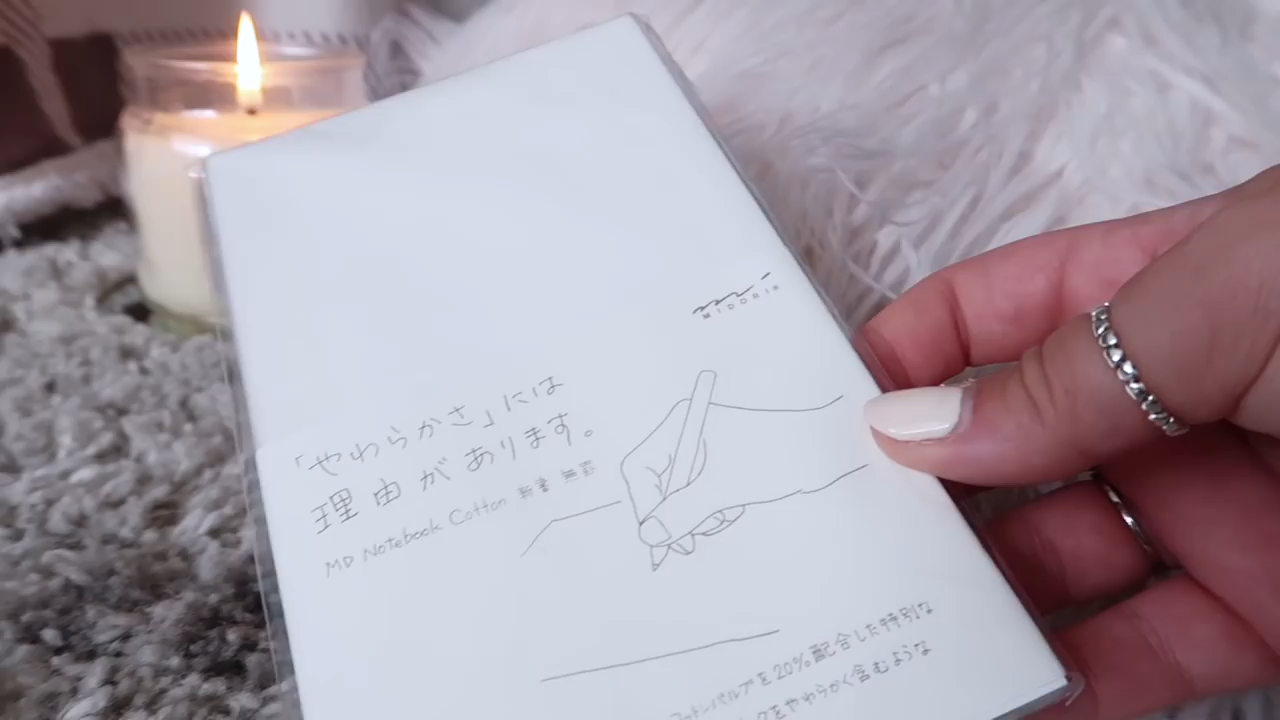 MIDORI
「やわらかさ」には
理由があります。
MD Notebook Cotton 新書 無罫
コットンパルプを20%配合した特別な
をやわらかく含むような